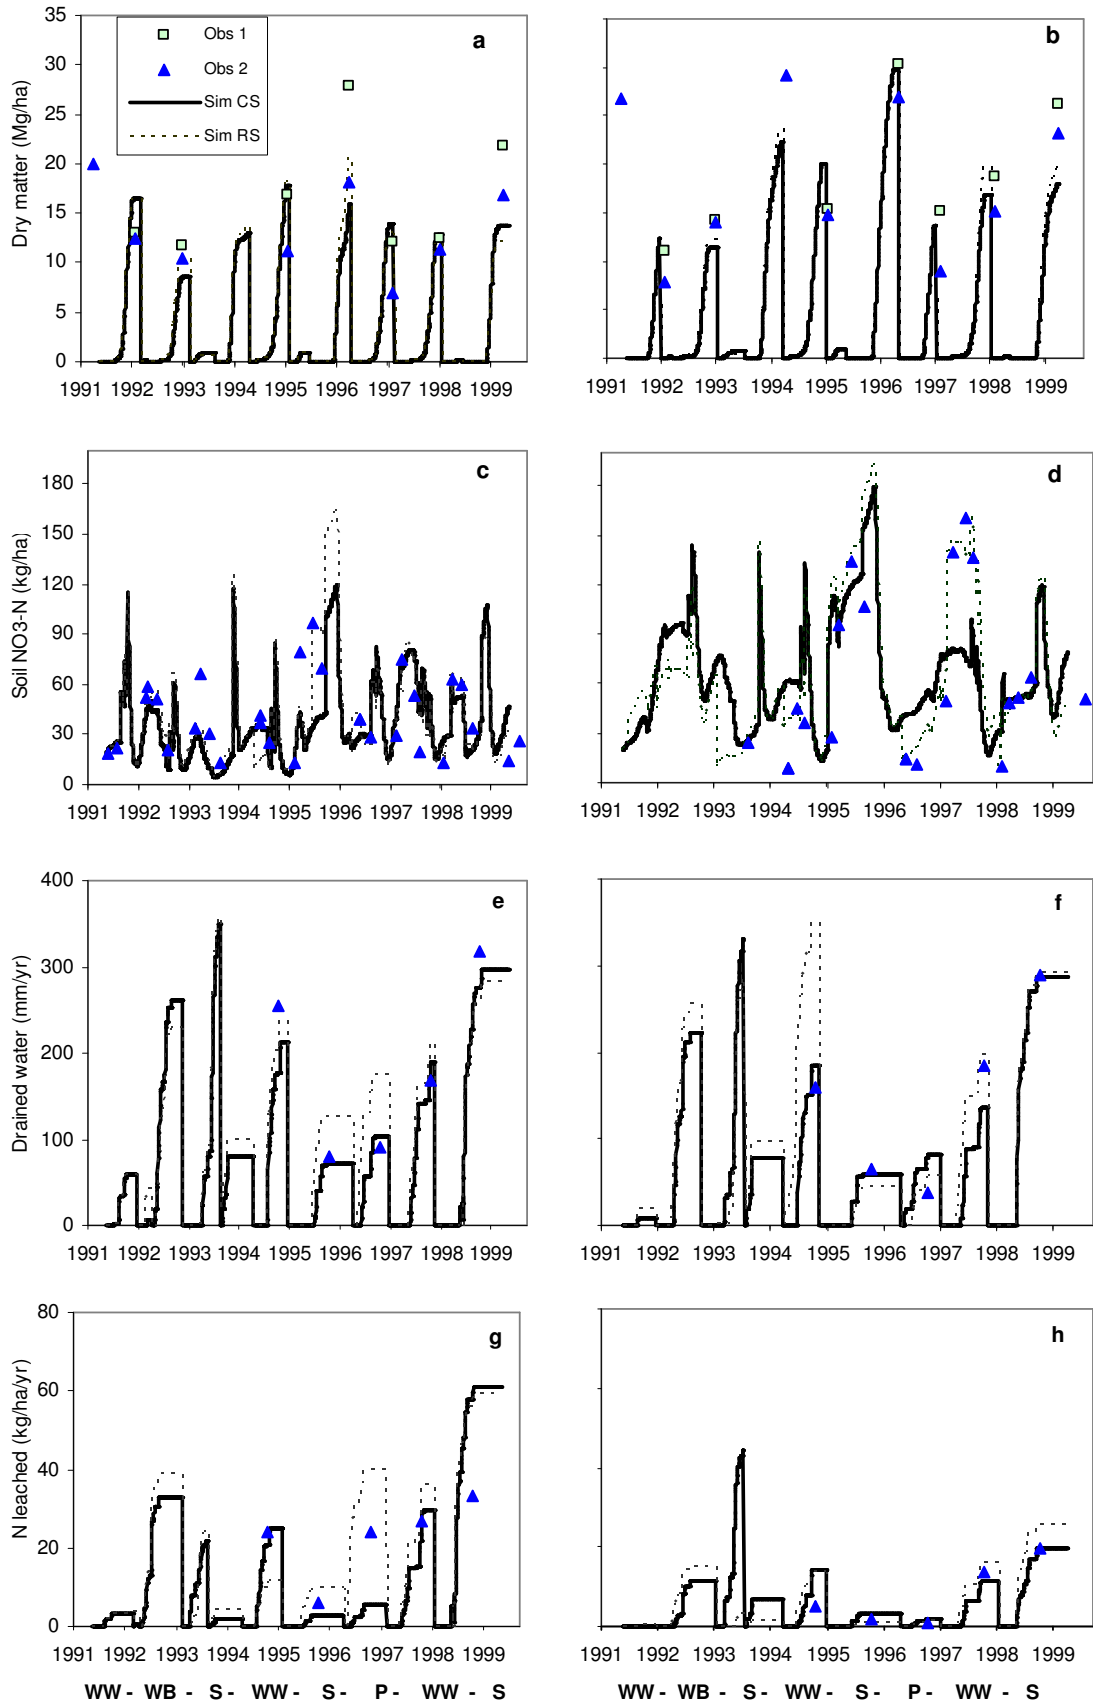 35
30
25
20
15
10
5
0
Dry matter (Mg/ha)
Obs 1
Obs 2
Sim CS
Sim RS
a
b
1991 1992 1993 1994 1995 1996 1997 1998 1999
1991 1992 1993 1994 1995 1996 1997 1998 1999
180
150
120
90
60
30
0
Soil NO3-N (kg/ha)
c
d
1991 1992 1993 1994 1995 1996 1997 1998 1999
1991 1992 1993 1994 1995 1996 1997 1998 1999
400
300
200
100
0
Drained water (mm/yr)
e
f
1991 1992 1993 1994 1995 1996 1997 1998 1999
1991 1992 1993 1994 1995 1996 1997 1998 1999
80
60
40
20
0
N leached (kg/ha/yr)
g
h
1991 1992 1993 1994 1995 1996 1997 1998 1999
1991 1992 1993 1994 1995 1996 1997 1998 1999
WW - WB - S - WW - S - P - WW - S
WW - WB - S - WW - S - P - WW - S